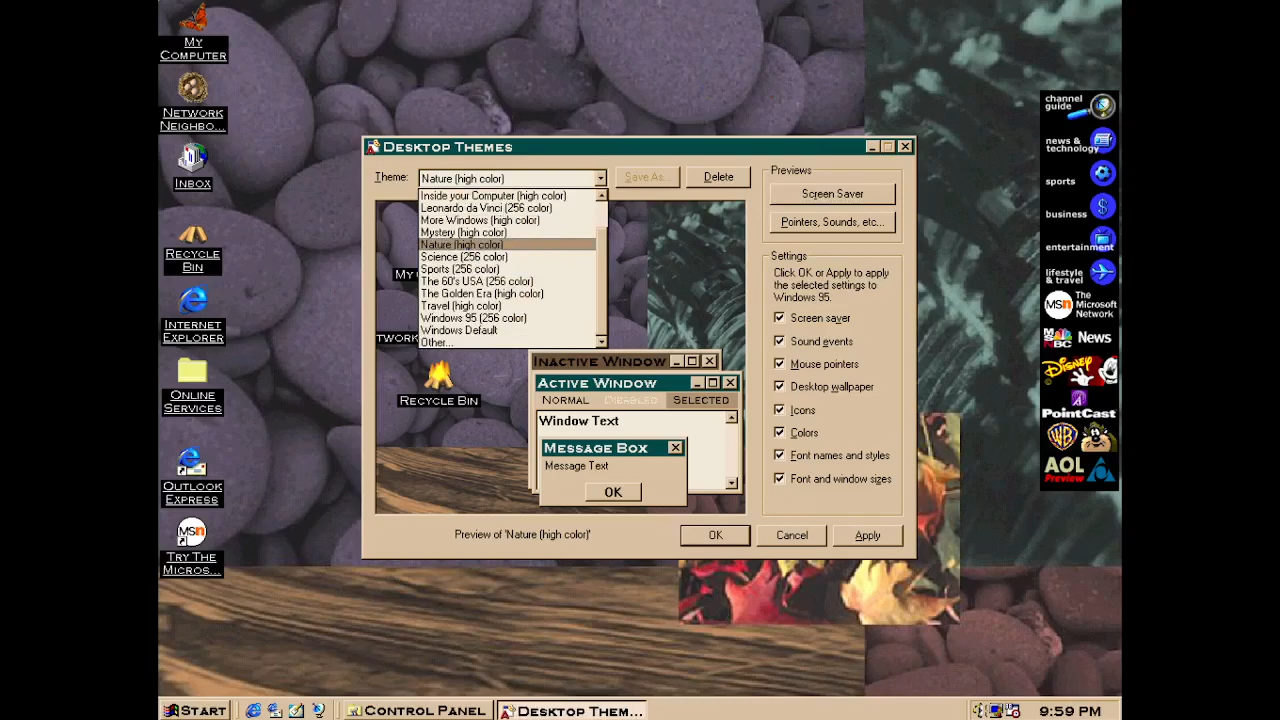 MY
COMPUTER
NETWORK
NEIGHBO...
INBOX
RECYCLE
BIN
INTERNET
EXPLORER
ONLINE
SERVICES
OUTLOOK
EXPRESS
TRY THE
MICROS...
DESKTOP THEMES
Theme:
Nature (high color)
Save As...
Delete
Inside your Computer (high color)
Leonardo da Vinci (256 color)
More Windows (high color)
Mystery (high color)
Nature (high color)
Science (256 color)
Sports (256 color)
The 60's USA (256 color)
The Golden Era (high color)
Travel (high color)
Windows 95 (256 color)
Windows Default
Other...
MY
TWORK
RECYCLE BIN
INACTIVE WINDOW
ACTIVE WINDOW
NORMAL DISABLED SELECTED
Window Text
MESSAGE BOX
Message Text
OK
Preview of 'Nature (high color)'
Previews
Screen Saver
Pointers, Sounds, etc...
Settings
Click OK or Apply to apply
the selected settings to
Windows 95.
Screen saver
Sound events
Mouse pointers
Desktop wallpaper
Icons
Colors
Font names and styles
Font and window sizes
OK
Cancel
Apply
channel
guide
news &
technology
sports
business
entertainment
lifestyle
& travel
msn The
Microsoft
Network
MSNBC News
Disney
PointCast
WB
AOL
Preview
START
CONTROL PANEL
DESKTOP THEM...
9:59 PM